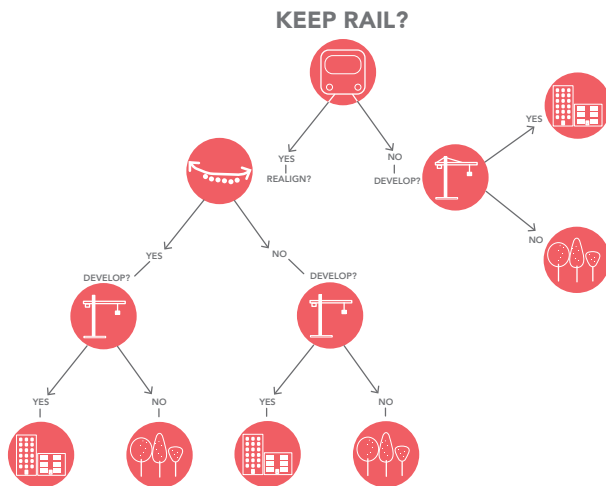 KEEP RAIL?
YES
YES
REALIGN?
NO
DEVELOP?
NO
YES
NO
DEVELOP?
DEVELOP?
YES
NO
YES
NO